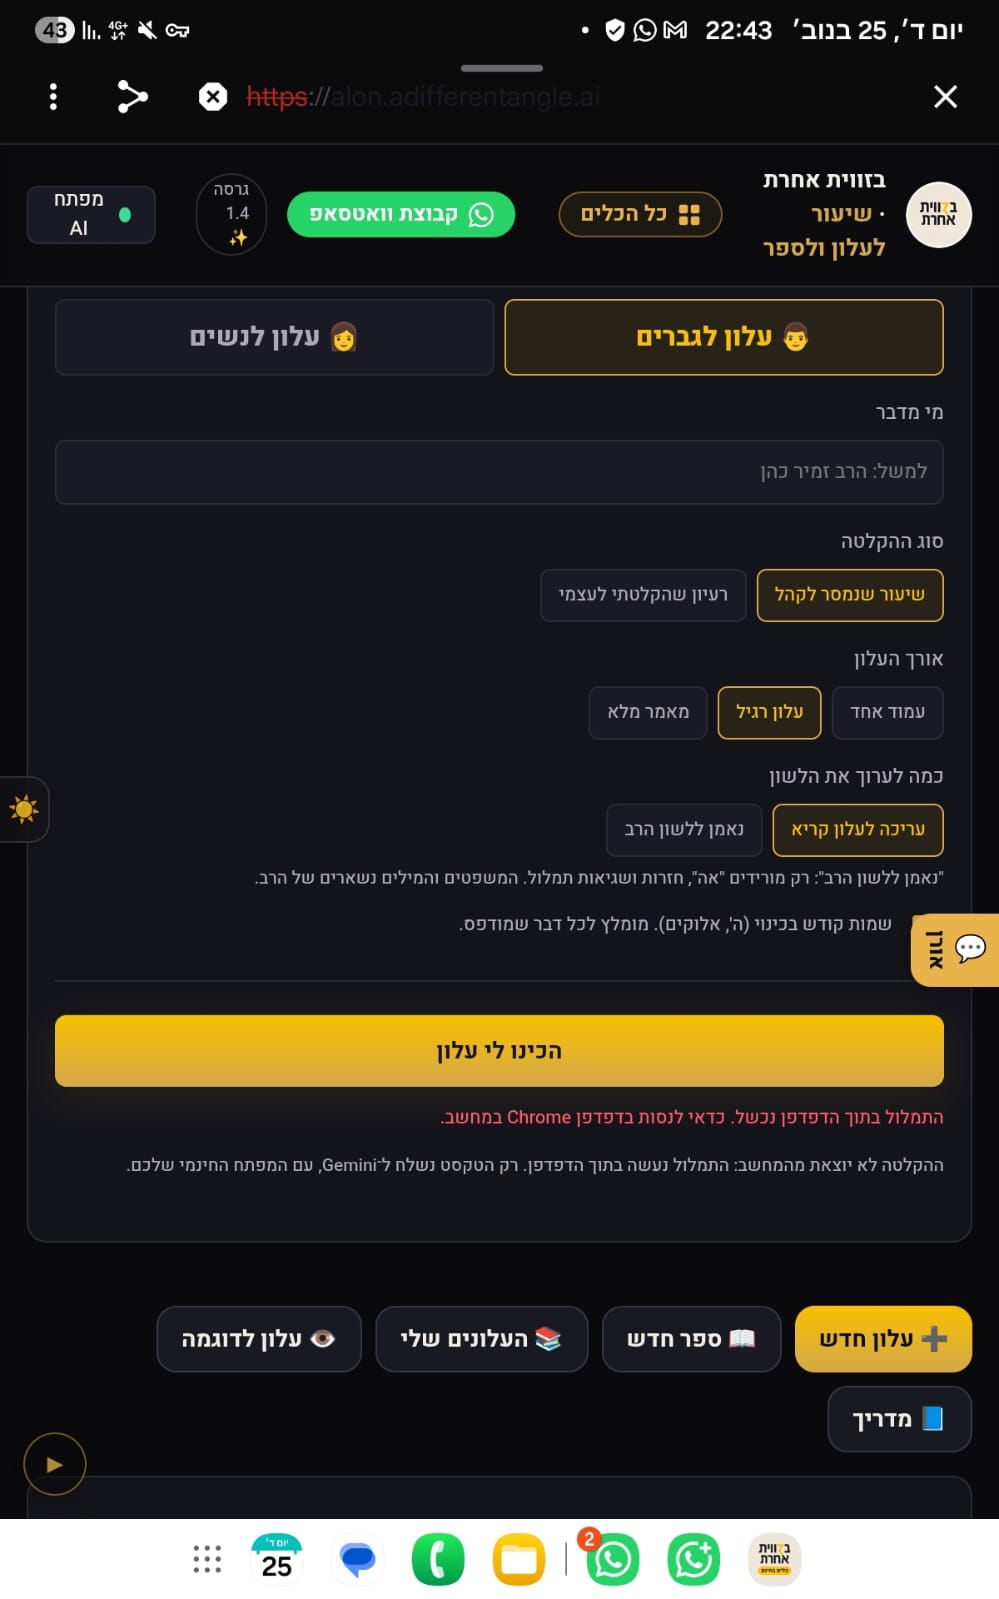 יום ד׳, 25 בנוב׳ 22:43
4G+
43
https://alon.adifferentangle.ai
בזווית אחרת
בזווית אחרת
· שיעור
לעלון ולספר
כל הכלים
קבוצת וואטסאפ
גרסה
1.4
מפתח
AI
עלון לגברים
עלון לנשים
מי מדבר
למשל: הרב זמיר כהן
סוג ההקלטה
שיעור שנמסר לקהל
רעיון שהקלטתי לעצמי
אורך העלון
עמוד אחד
עלון רגיל
מאמר מלא
כמה לערוך את הלשון
עריכה לעלון קריא
נאמן ללשון הרב
"נאמן ללשון הרב": רק מורידים "אה", חזרות ושגיאות תמלול. המשפטים והמילים נשארים של הרב.
שמות קודש בכינוי (ה', אלוקים). מומלץ לכל דבר שמודפס.
אורן
הכינו לי עלון
התמלול בתוך הדפדפן נכשל. כדאי לנסות בדפדפן Chrome במחשב.
ההקלטה לא יוצאת מהמחשב: התמלול נעשה בתוך הדפדפן. רק הטקסט נשלח ל־Gemini, עם המפתח החינמי שלכם.
עלון חדש
ספר חדש
העלונים שלי
עלון לדוגמה
מדריך
בזווית אחרת
2
יום ד׳
25